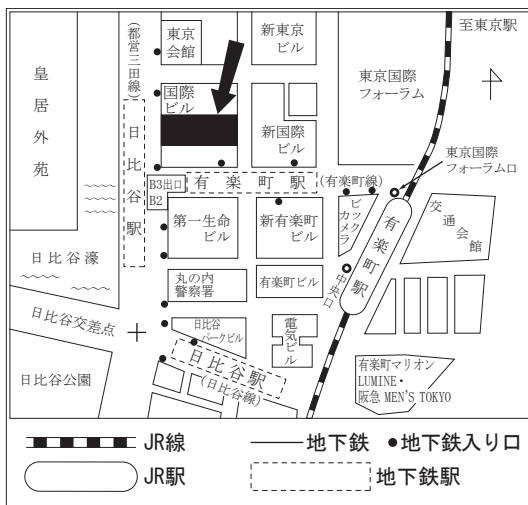 至東京駅
東京
会館
新東京
ビル
(都営三田線)
皇居外苑
国際
ビル
東京国際
フォーラム
日比谷駅
新国際
ビル
東京国際
フォーラム口
B3出口
B2
有楽町駅
(有楽町線)
ビックカメラ
交通会館
第一生命
ビル
新有楽町
ビル
有楽町駅
日比谷濠
丸の内
警察署
有楽町ビル
中央口
日比谷交差点
日比谷
パークビル
電気ビル
日比谷駅
(日比谷線)
日比谷公園
有楽町マリオン
LUMINE・
阪急 MEN'S TOKYO
JR線
地下鉄
地下鉄入り口
JR駅
地下鉄駅